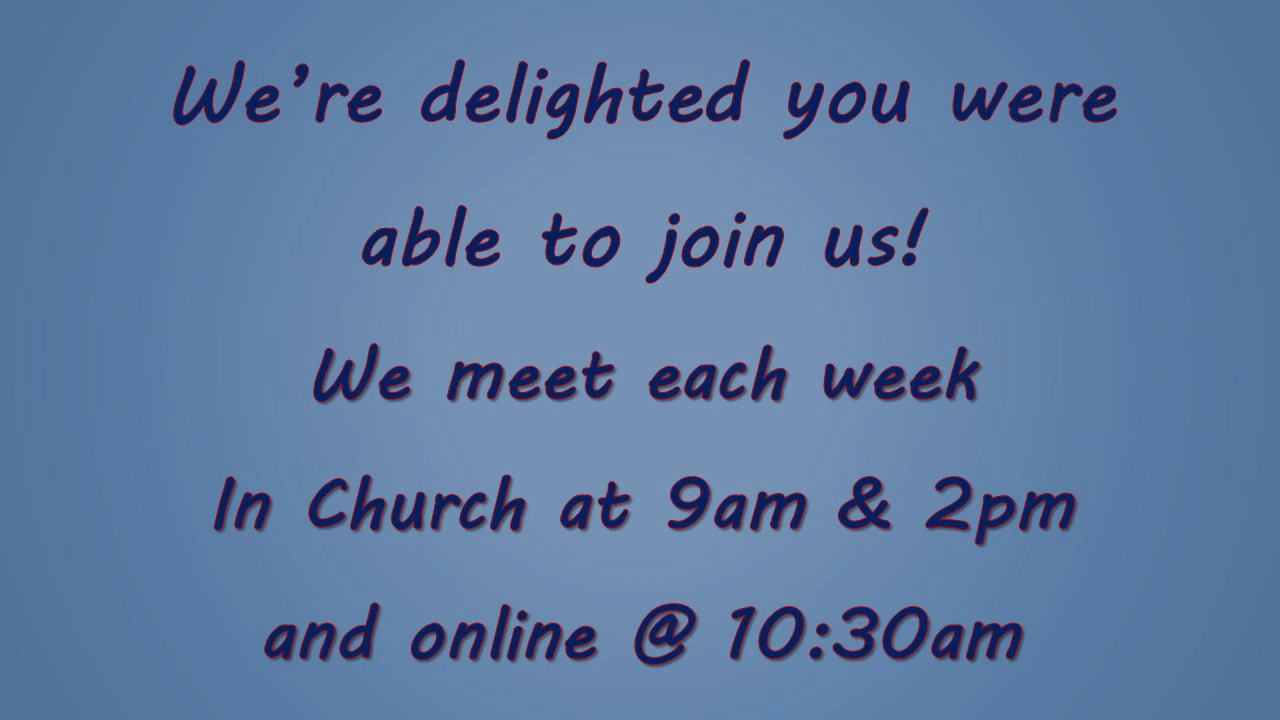 We’re delighted you were
able to join us!
We meet each week
In Church at 9am & 2pm
and online @ 10:30am